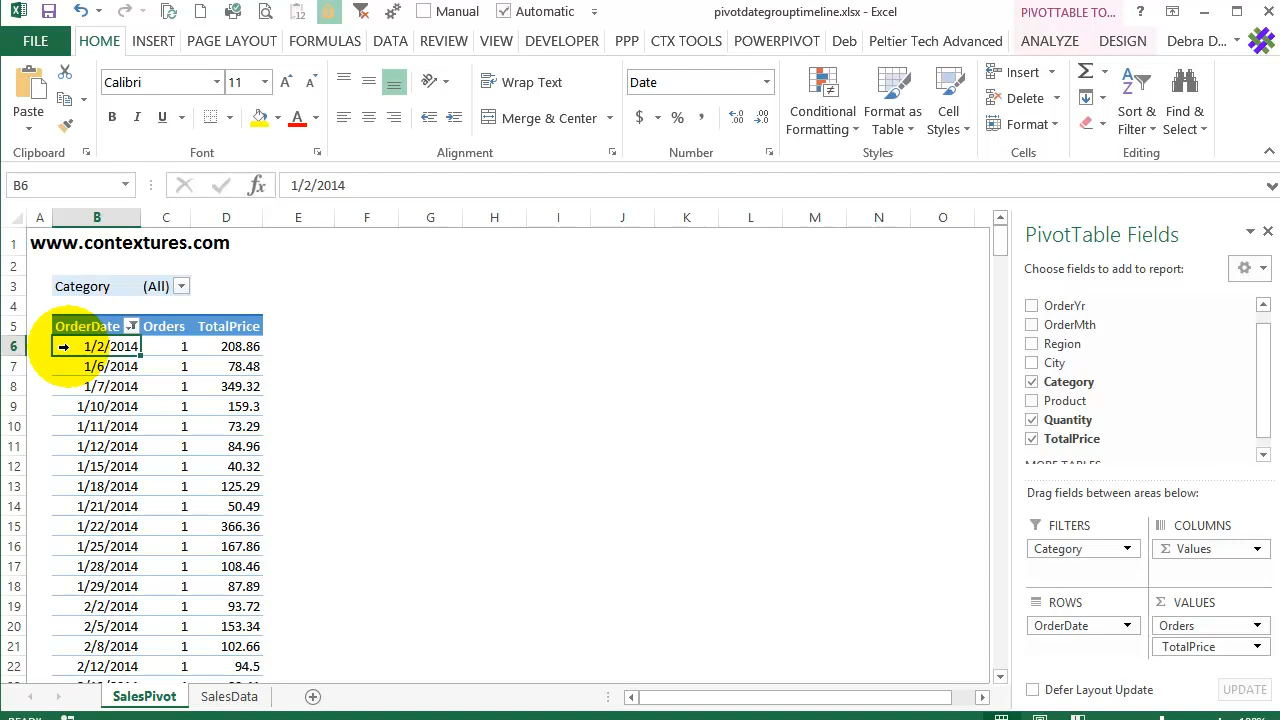 Manual
Automatic
pivotdategrouptimeline.xlsx - Excel
PIVOTTABLE TO...
?
FILE HOME INSERT PAGE LAYOUT FORMULAS DATA REVIEW VIEW DEVELOPER PPP CTX TOOLS POWERPIVOT Deb Peltier Tech Advanced ANALYZE DESIGN Debra D...
Paste
Calibri 11
B I U
Wrap Text
Merge & Center
Date
$ % ,
Conditional Formatting
Format as Table
Cell Styles
Insert
Delete
Format
Sort & Filter
Find & Select
Clipboard Font Alignment Number Styles Cells Editing
B6 fx 1/2/2014
A B C D E F G H I J K L M N O
1 www.contextures.com
2
3 Category (All)
4
5 OrderDate Orders TotalPrice
6 1/2/2014 1 208.86
7 1/6/2014 1 78.48
8 1/7/2014 1 349.32
9 1/10/2014 1 159.3
10 1/11/2014 1 73.29
11 1/12/2014 1 84.96
12 1/15/2014 1 40.32
13 1/18/2014 1 125.29
14 1/21/2014 1 50.49
15 1/22/2014 1 366.36
16 1/25/2014 1 167.86
17 1/28/2014 1 108.46
18 1/29/2014 1 87.89
19 2/2/2014 1 93.72
20 2/5/2014 1 153.34
21 2/8/2014 1 102.66
22 2/12/2014 1 94.5
SalesPivot SalesData
PivotTable Fields
Choose fields to add to report:
OrderYr
OrderMth
Region
City
Category
Product
Quantity
TotalPrice
MORE TABLES
Drag fields between areas below:
FILTERS COLUMNS
Category Σ Values
ROWS Σ VALUES
OrderDate Orders
TotalPrice
Defer Layout Update UPDATE